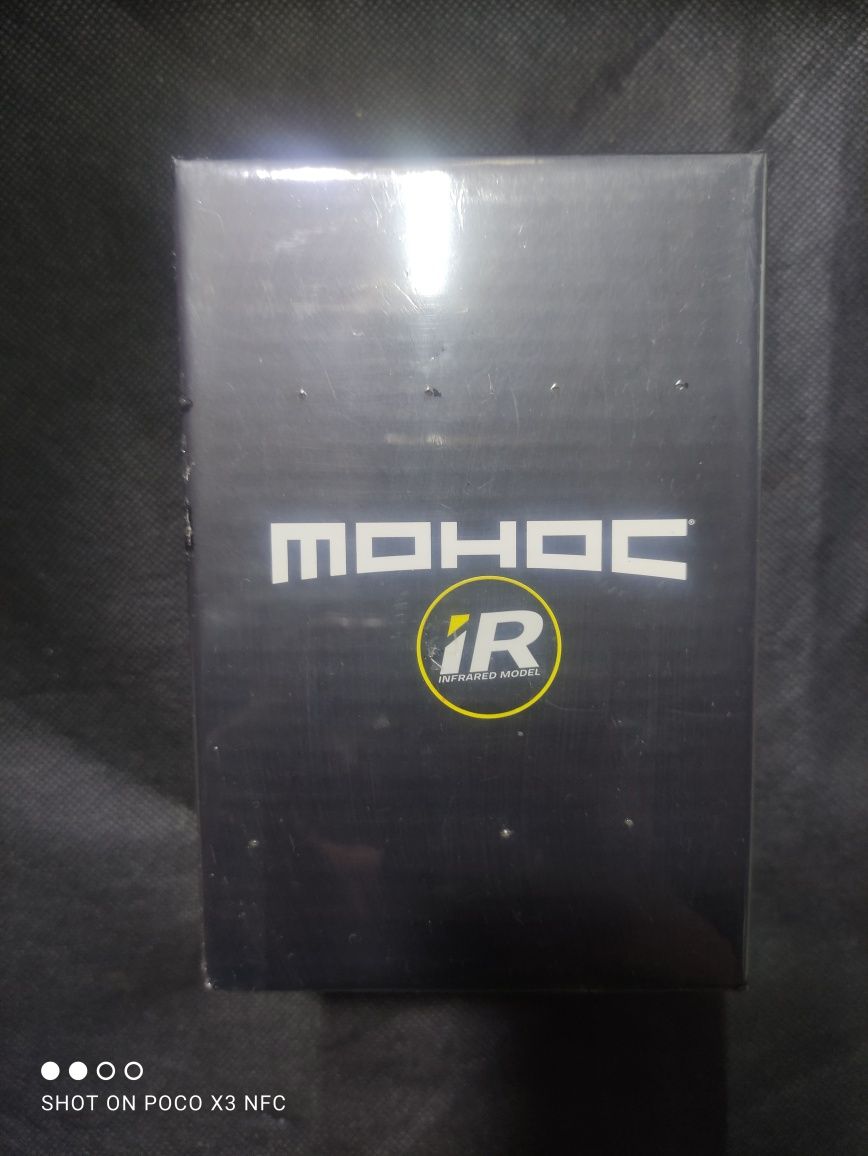 MOHOC®
iR
INFRARED MODEL
SHOT ON POCO X3 NFC